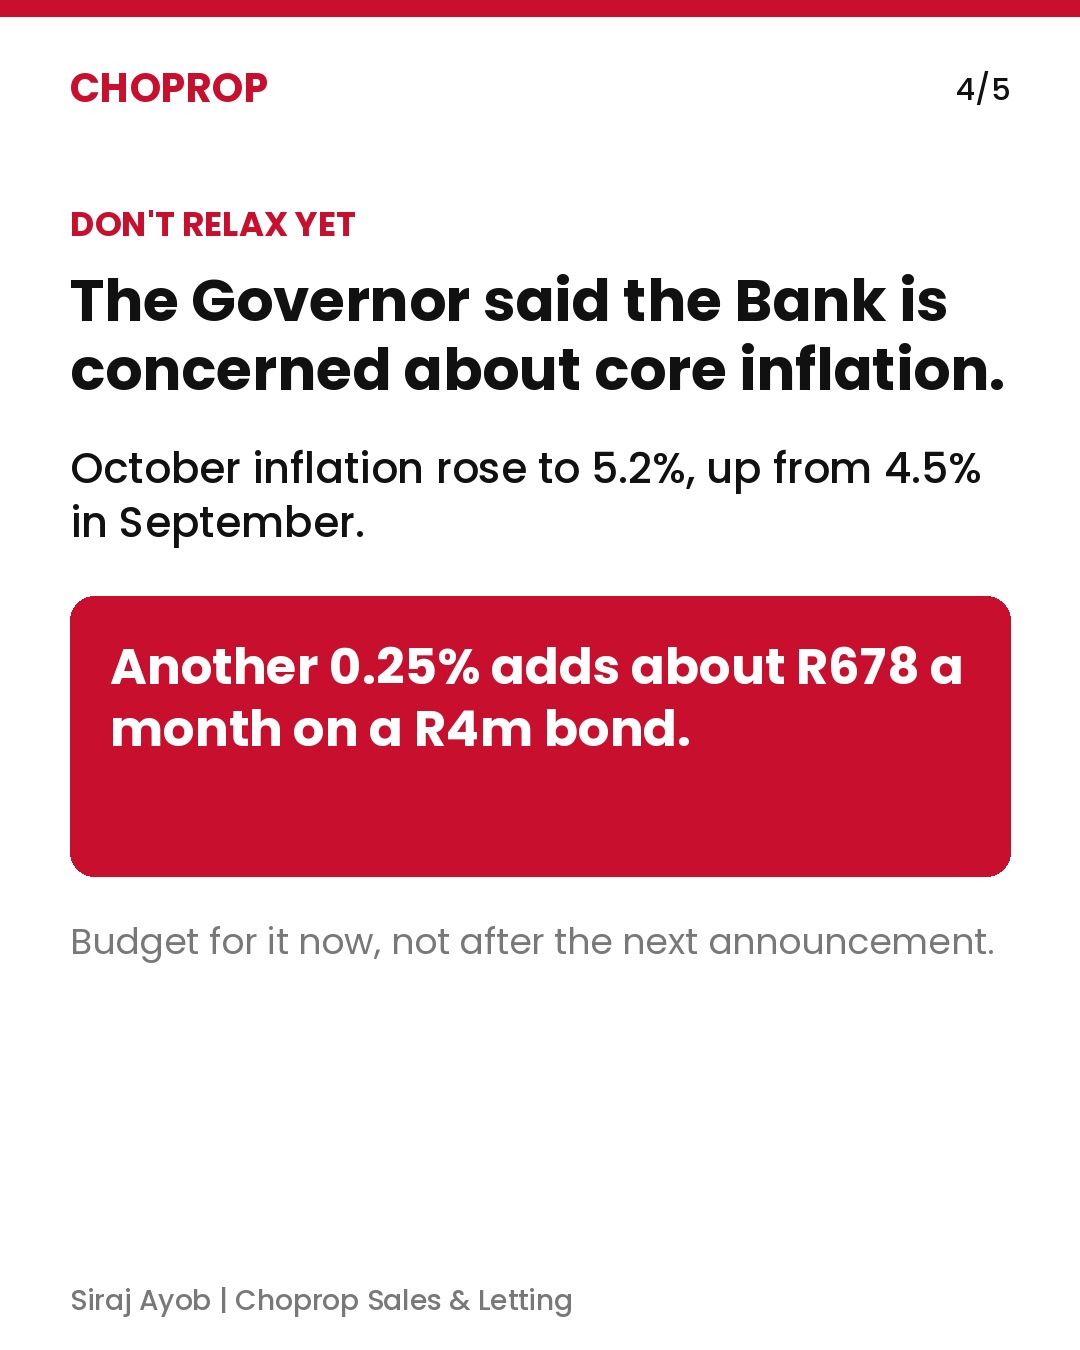 CHOPROP
4/5
DON'T RELAX YET
The Governor said the Bank is
concerned about core inflation.
October inflation rose to 5.2%, up from 4.5%
in September.
Another 0.25% adds about R678 a
month on a R4m bond.
Budget for it now, not after the next announcement.
Siraj Ayob | Choprop Sales & Letting